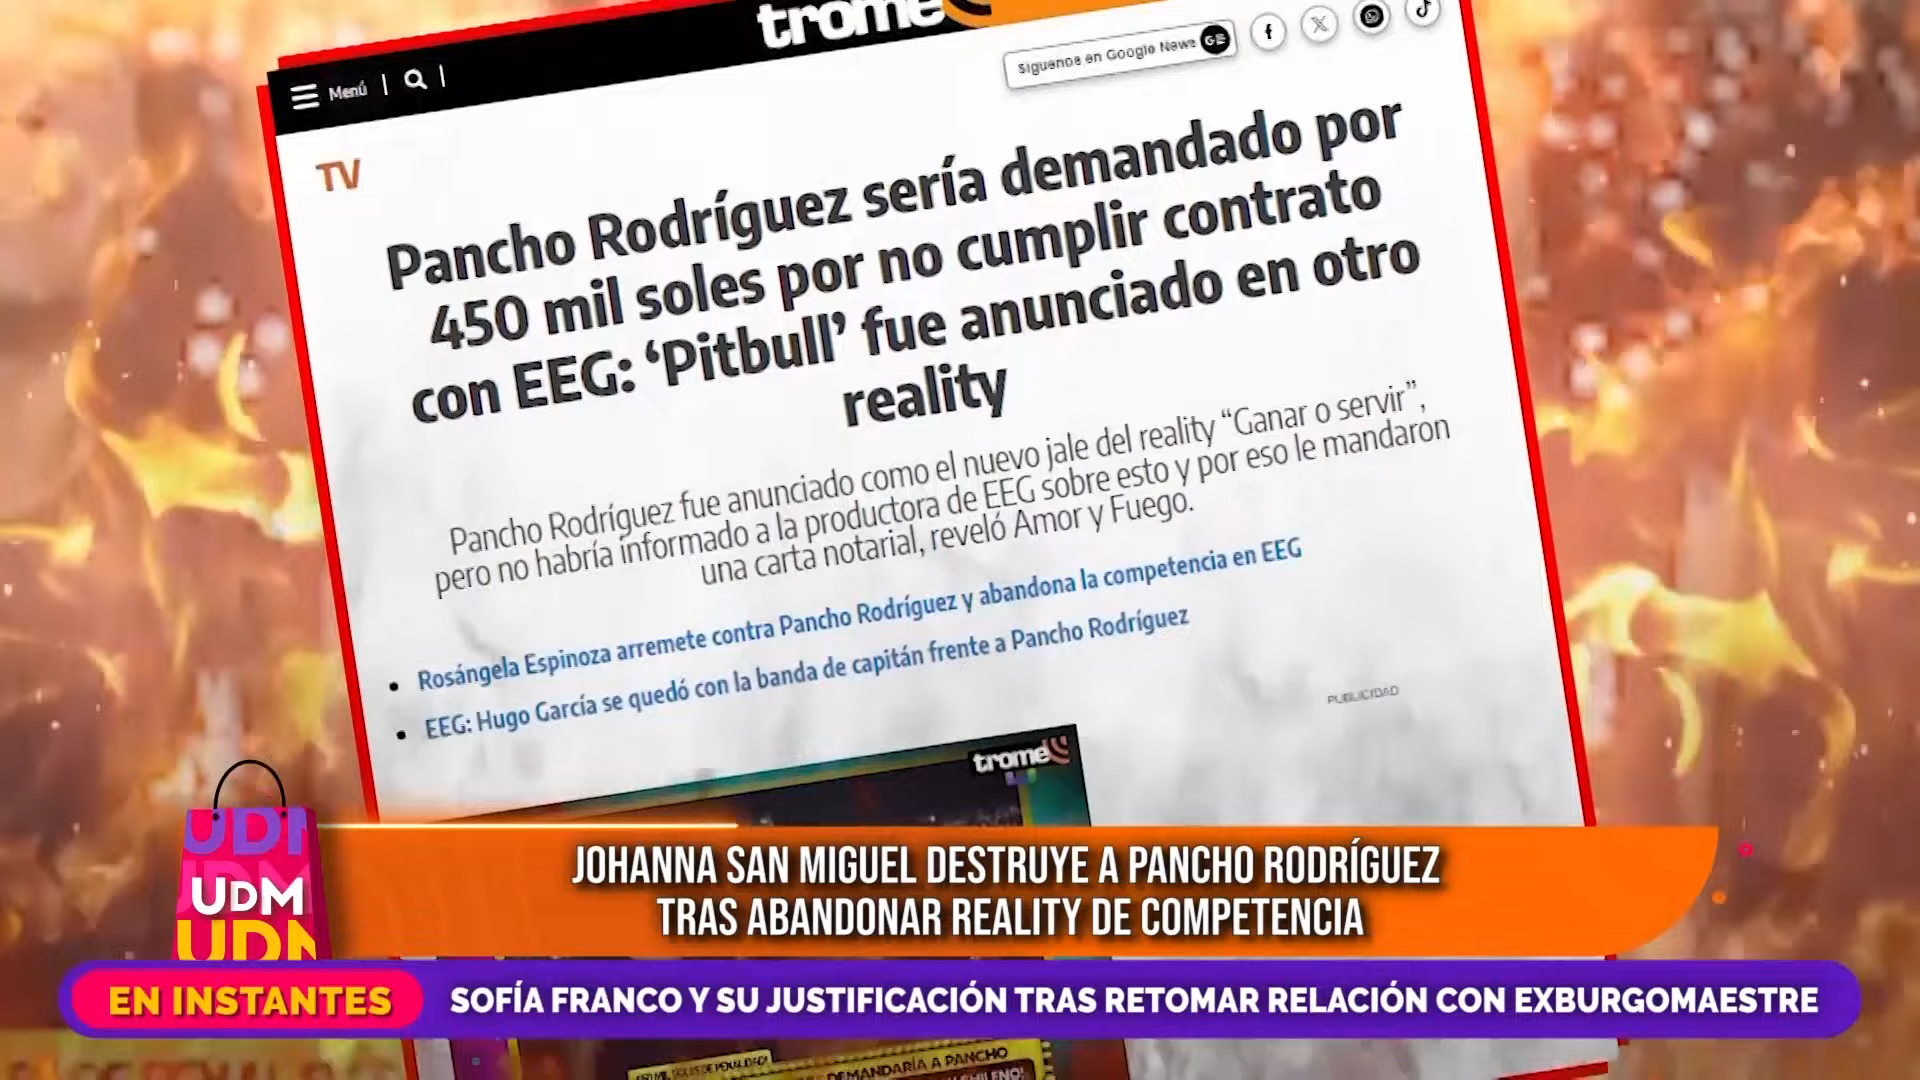 trome
Menú
Síguenos en Google News
TV
Pancho Rodríguez sería demandado por
450 mil soles por no cumplir contrato
con EEG: ‘Pitbull’ fue anunciado en otro
reality
Pancho Rodríguez fue anunciado como el nuevo jale del reality “Ganar o servir”,
pero no habría informado a la productora de EEG sobre esto y por eso le mandaron
una carta notarial, reveló Amor y Fuego.
• Rosángela Espinoza arremete contra Pancho Rodríguez y abandona la competencia en EEG
• EEG: Hugo García se quedó con la banda de capitán frente a Pancho Rodríguez
PUBLICIDAD
trome
UDM
JOHANNA SAN MIGUEL DESTRUYE A PANCHO RODRÍGUEZ
TRAS ABANDONAR REALITY DE COMPETENCIA
EN INSTANTES
SOFÍA FRANCO Y SU JUSTIFICACIÓN TRAS RETOMAR RELACIÓN CON EXBURGOMAESTRE
DEMANDARÍA A PANCHO